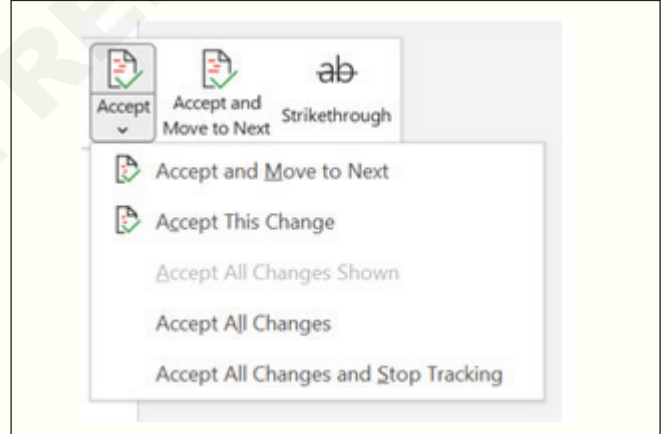 ab
Accept
Accept and
Move to Next
Strikethrough
Accept and Move to Next
Accept This Change
Accept All Changes Shown
Accept All Changes
Accept All Changes and Stop Tracking